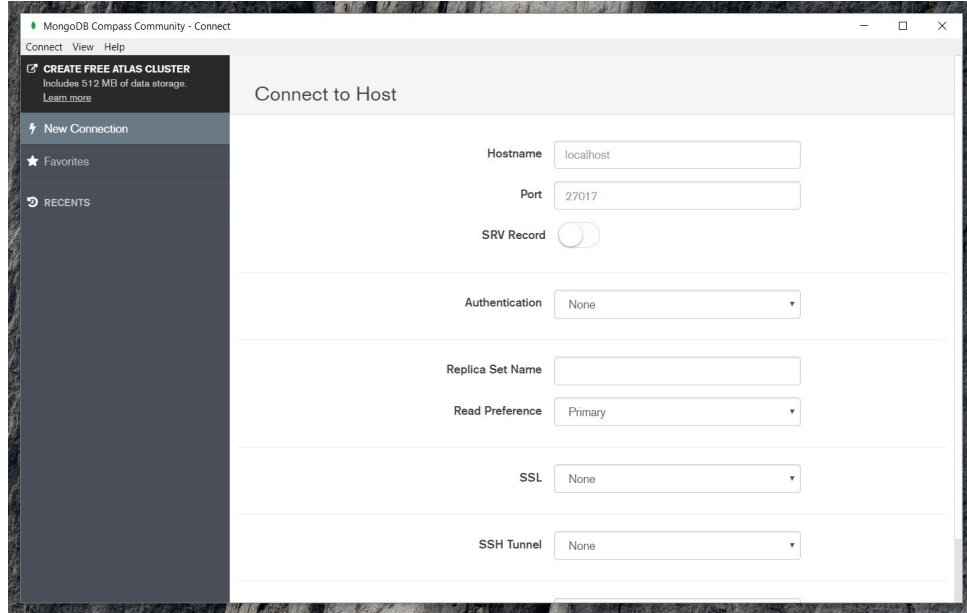 MongoDB Compass Community - Connect
Connect View Help
CREATE FREE ATLAS CLUSTER
Includes 512 MB of data storage.
Learn more
New Connection
Favorites
RECENTS
Connect to Host
Hostname localhost
Port 27017
SRV Record
Authentication None
Replica Set Name
Read Preference Primary
SSL None
SSH Tunnel None